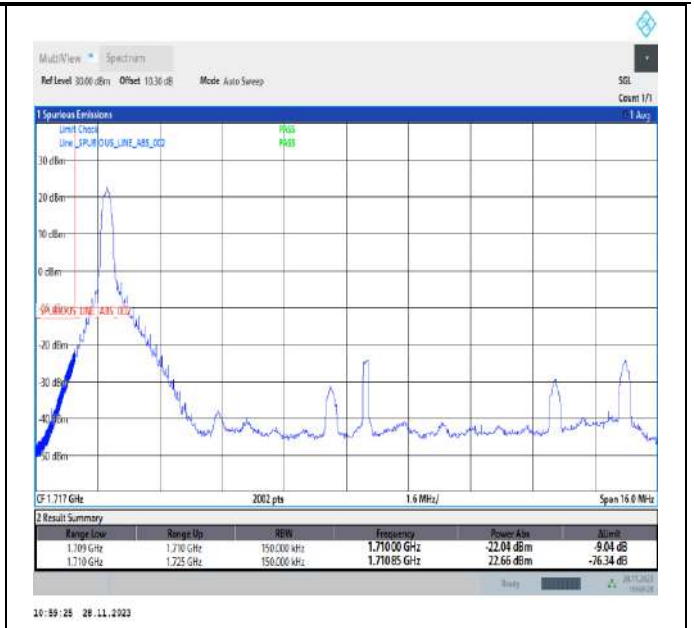 MultiView Spectrum
Ref Level 30.00 dBm Offset 10.30 dB Mode Auto Sweep SGL
Count 1/1
1 Spurious Emissions 1 Avg
Limit Check PASS
Line _SPURIOUS_LINE_ABS_002 PASS
30 dBm
20 dBm
10 dBm
0 dBm
_SPURIOUS_LINE_ABS_002
-20 dBm
-30 dBm
-40 dBm
-50 dBm
CF 1.717 GHz 2002 pts 1.6 MHz/ Span 16.0 MHz
2 Result Summary
Range Low Range Up RBW Frequency Power Abs ΔLimit
1.709 GHz 1.710 GHz 150.000 kHz 1.71000 GHz -22.04 dBm -9.04 dB
1.710 GHz 1.725 GHz 150.000 kHz 1.71085 GHz 22.66 dBm -76.34 dB
Ready 28.11.2023
10:59:25 28.11.2023